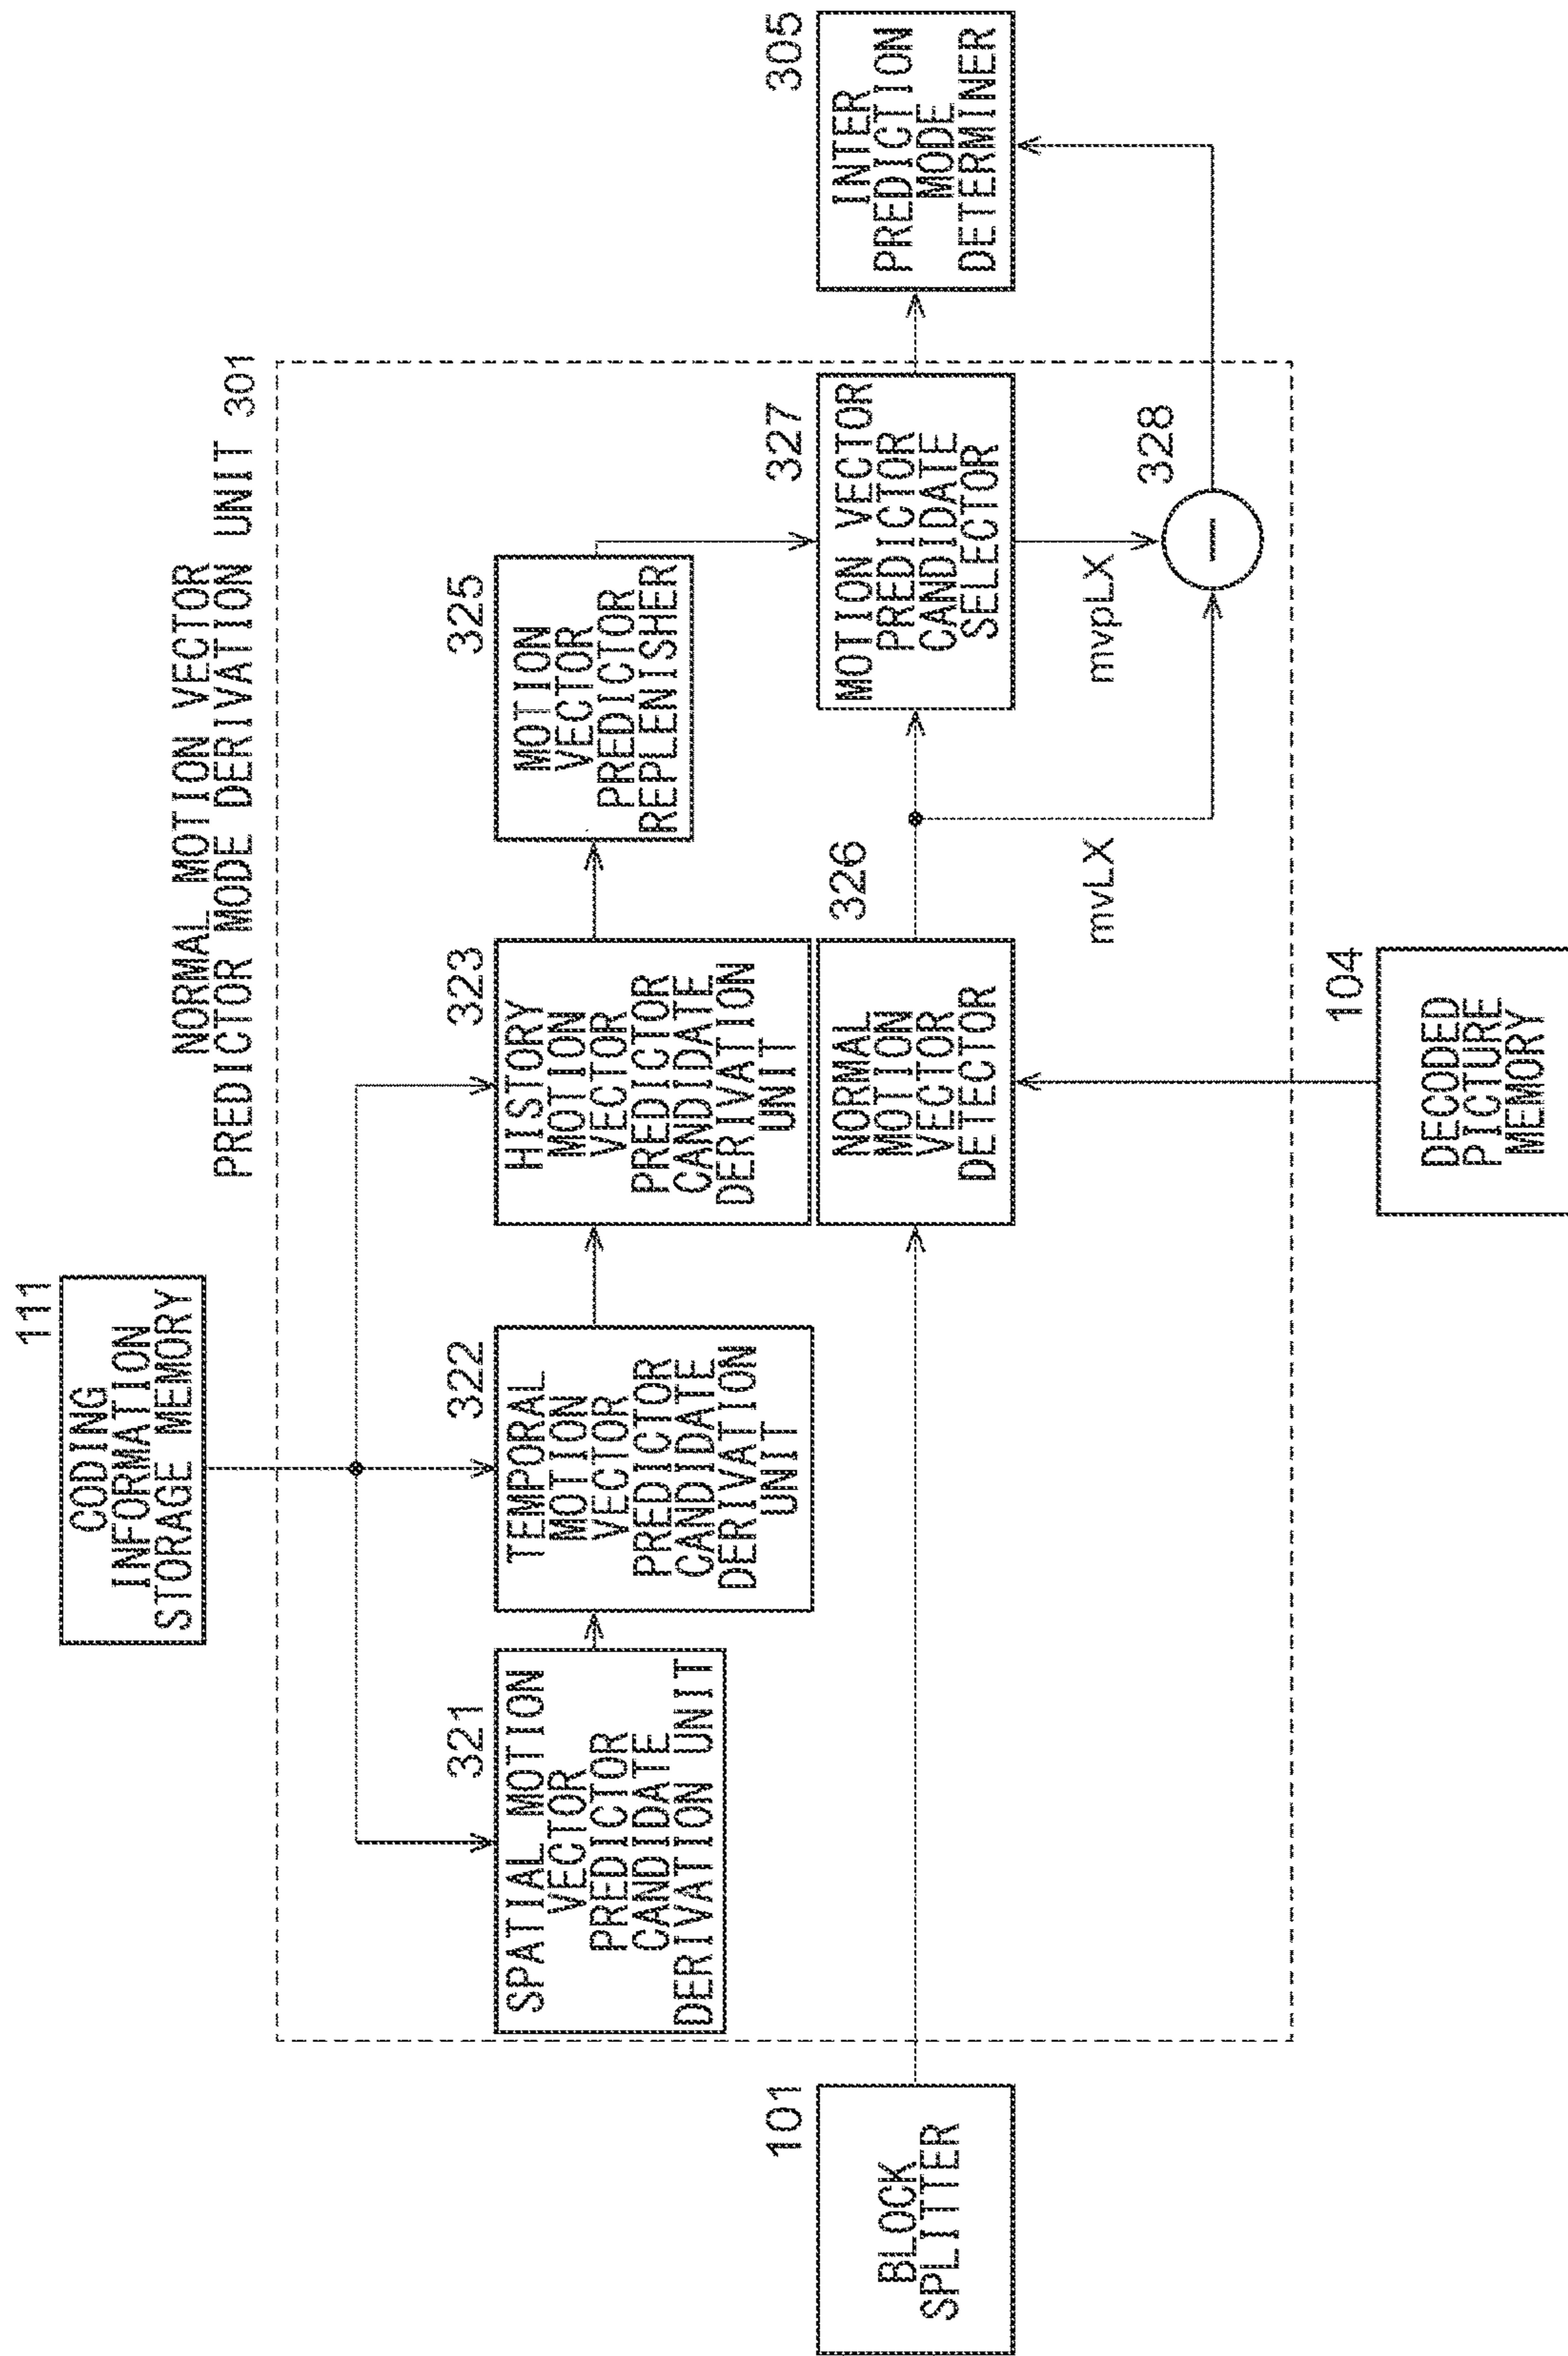 111
CODING
INFORMATION
STORAGE MEMORY
NORMAL MOTION VECTOR
PREDICTOR MODE DERIVATION UNIT 301
321
SPATIAL MOTION
VECTOR
PREDICTOR
CANDIDATE
DERIVATION UNIT
322
TEMPORAL
MOTION
VECTOR
PREDICTOR
CANDIDATE
DERIVATION
UNIT
323
HISTORY
MOTION
VECTOR
PREDICTOR
CANDIDATE
DERIVATION
UNIT
325
MOTION
VECTOR
PREDICTOR
REPLENISHER
101
BLOCK
SPLITTER
326
NORMAL
MOTION
VECTOR
DETECTOR
327
MOTION VECTOR
PREDICTOR
CANDIDATE
SELECTOR
305
INTER
PREDICTION
MODE
DETERMINER
mvLX
mvpLX
328
−
104
DECODED
PICTURE
MEMORY